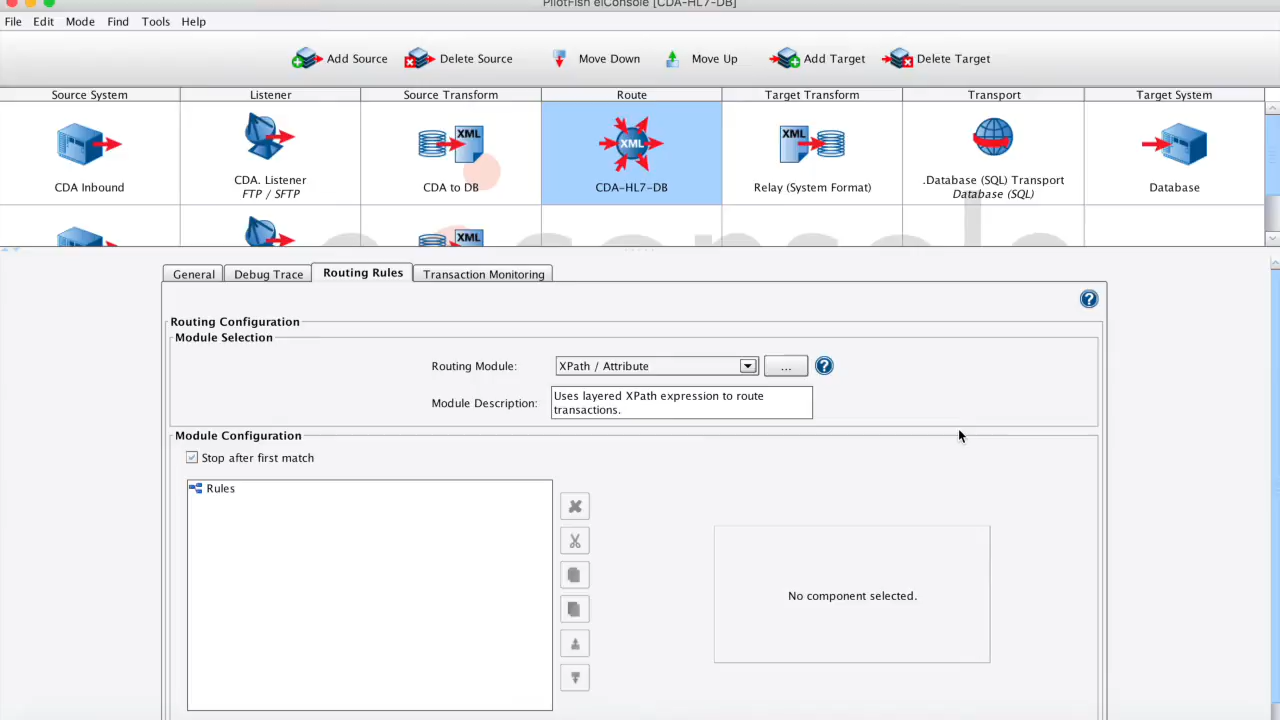 PilotFish eiConsole [CDA-HL7-DB]
File Edit Mode Find Tools Help
Add Source Delete Source Move Down Move Up Add Target Delete Target
Source System Listener Source Transform Route Target Transform Transport Target System
XML XML XML
CDA Inbound CDA. Listener CDA to DB CDA-HL7-DB Relay (System Format) .Database (SQL) Transport Database
FTP / SFTP Database (SQL)
XML
General Debug Trace Routing Rules Transaction Monitoring
?
Routing Configuration
Module Selection
Routing Module: XPath / Attribute ... ?
Module Description: Uses layered XPath expression to route
transactions.
Module Configuration
Stop after first match
Rules
No component selected.